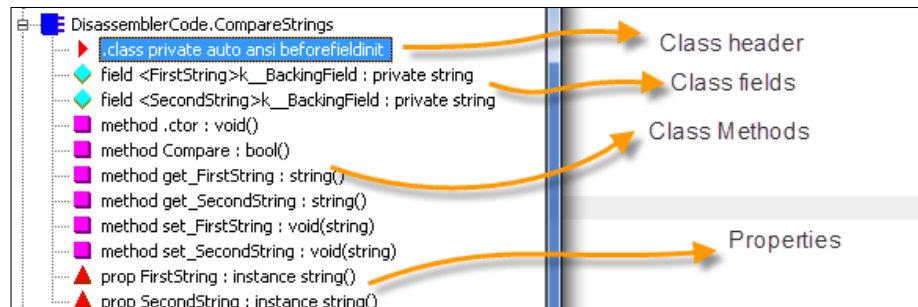 DisassemblerCode.CompareStrings
.class private auto ansi beforefieldinit
field <FirstString>k__BackingField : private string
field <SecondString>k__BackingField : private string
method .ctor : void()
method Compare : bool()
method get_FirstString : string()
method get_SecondString : string()
method set_FirstString : void(string)
method set_SecondString : void(string)
prop FirstString : instance string()
prop SecondString : instance string()
Class header
Class fields
Class Methods
Properties